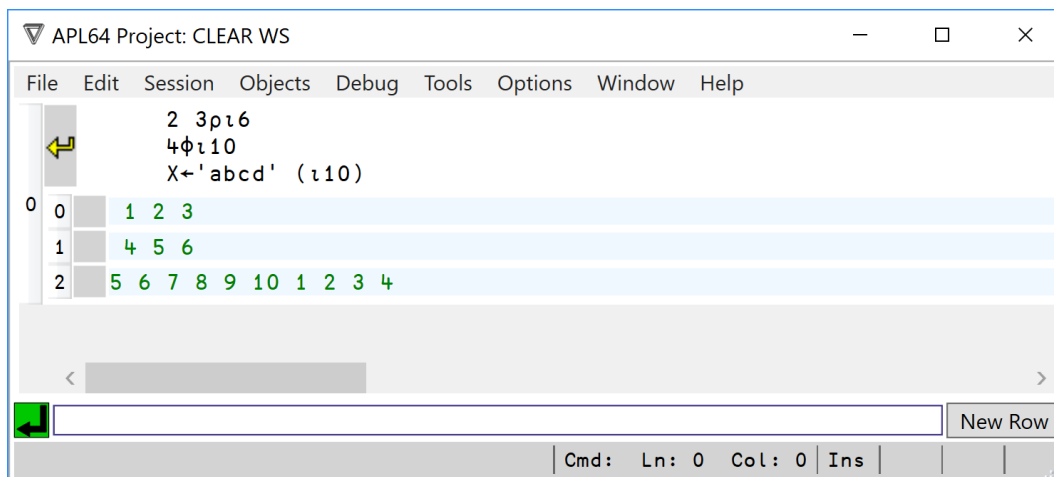 APL64 Project: CLEAR WS
File Edit Session Objects Debug Tools Options Window Help
2 3⍴⍳6
4⌽⍳10
X←'abcd' (⍳10)
0
0 1 2 3
1 4 5 6
2 5 6 7 8 9 10 1 2 3 4
New Row
Cmd: Ln: 0 Col: 0 Ins